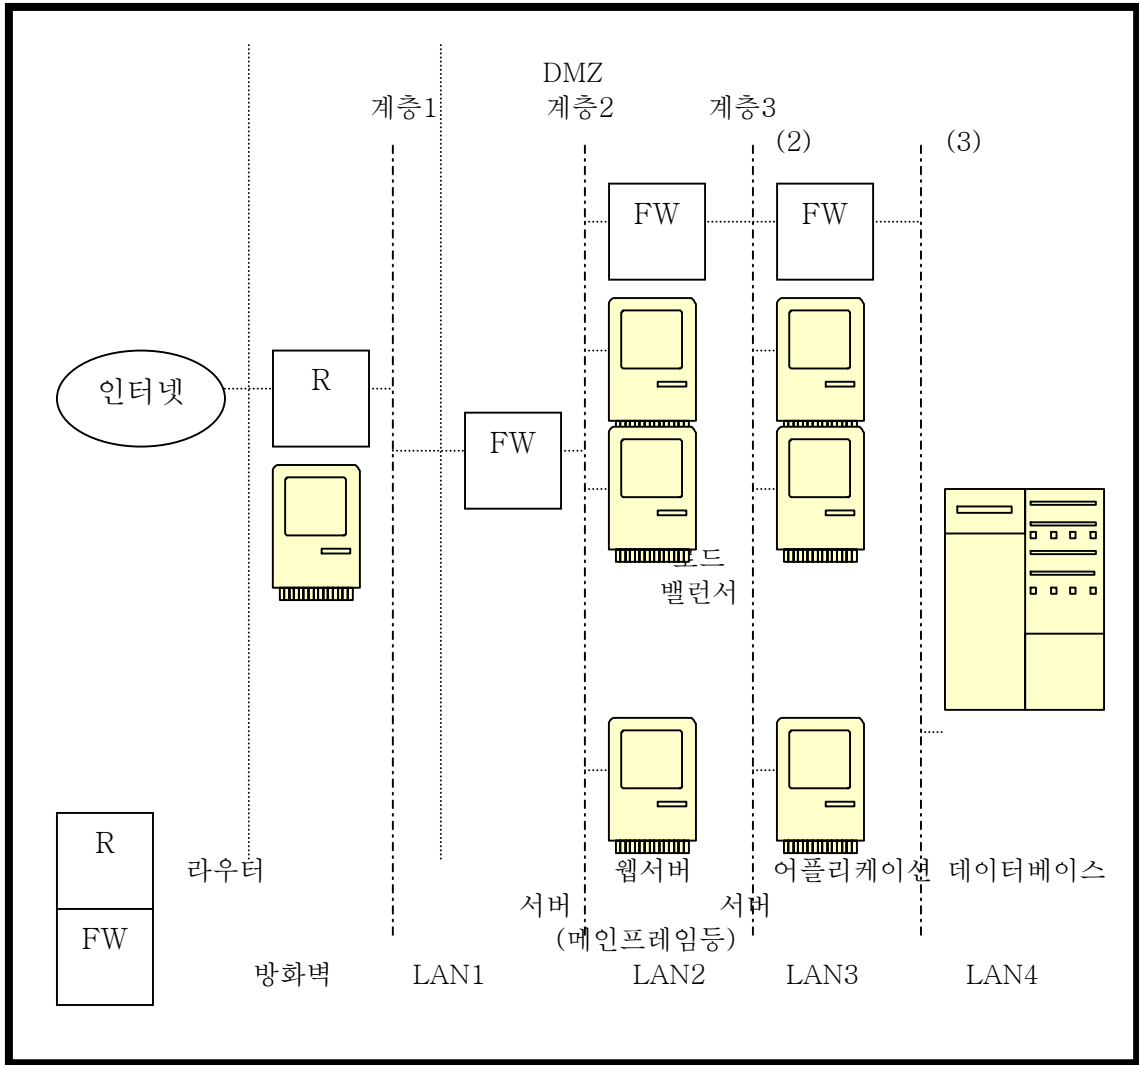 DMZ
계층1 계층2 계층3
(2) (3)
FW FW
인터넷 R
FW
로드
밸런서
R
라우터 웹서버 어플리케이션 데이터베이스
서버 서버
FW (메인프레임등)
방화벽 LAN1 LAN2 LAN3 LAN4